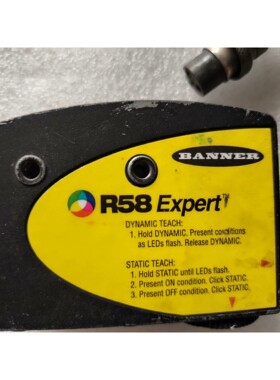 BANNER
R58 Expert
DYNAMIC TEACH:
1. Hold DYNAMIC. Present conditions
as LEDs flash. Release DYNAMIC.
STATIC TEACH:
1. Hold STATIC until LEDs flash.
2. Present ON condition. Click STATIC.
3. Present OFF condition. Click STATIC.